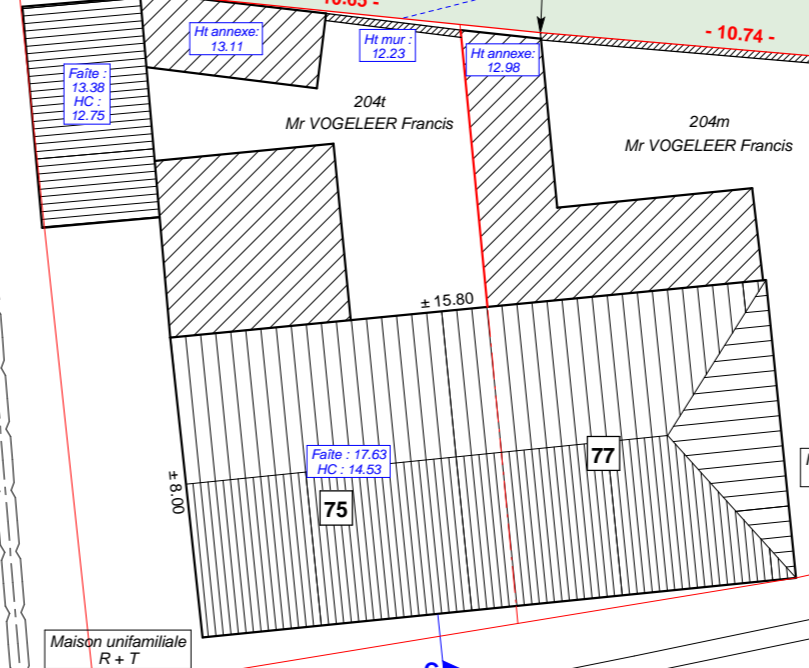 - 10.74 -
Ht annexe:
13.11
Ht mur :
12.23
Ht annexe:
12.98
Faîte :
13.38
HC :
12.75
204t
Mr VOGELEER Francis
204m
Mr VOGELEER Francis
± 15.80
± 8.00
Faîte : 17.63
HC : 14.53
75
77
Maison unifamiliale
R + T